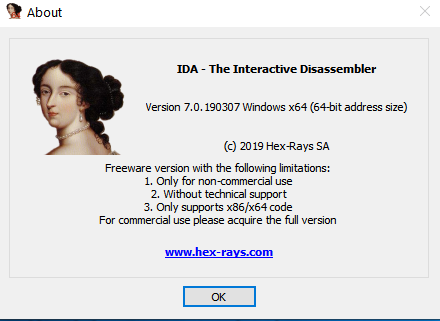 About
IDA - The Interactive Disassembler
Version 7.0.190307 Windows x64 (64-bit address size)
(c) 2019 Hex-Rays SA
Freeware version with the following limitations:
1. Only for non-commercial use
2. Without technical support
3. Only supports x86/x64 code
For commercial use please acquire the full version
www.hex-rays.com
OK